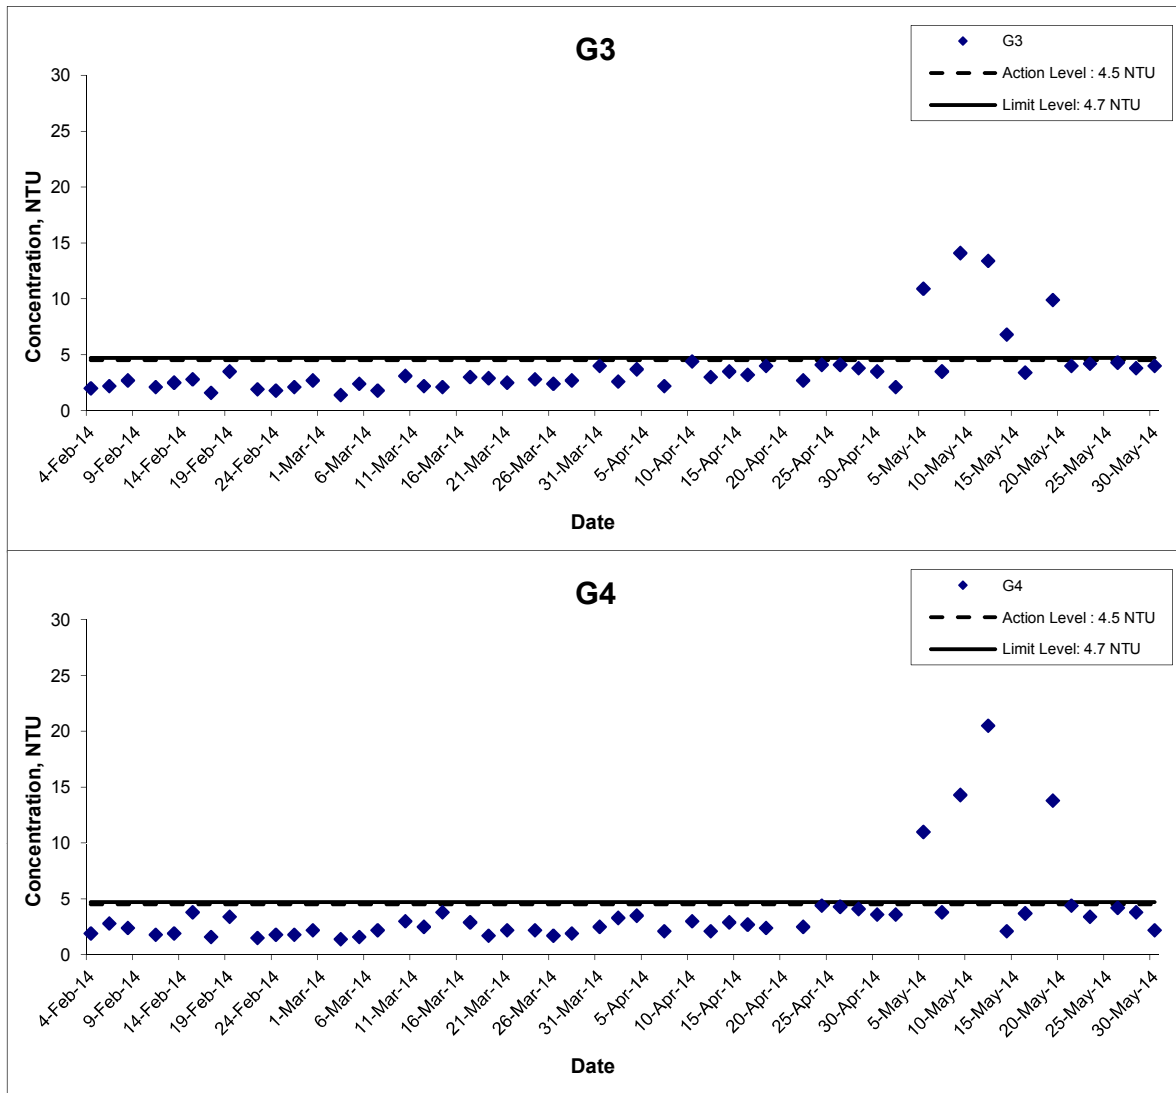 G3
G3
Action Level : 4.5 NTU
Limit Level: 4.7 NTU
30
25
20
15
10
5
0
Concentration, NTU
4-Feb-14
9-Feb-14
14-Feb-14
19-Feb-14
24-Feb-14
1-Mar-14
6-Mar-14
11-Mar-14
16-Mar-14
21-Mar-14
26-Mar-14
31-Mar-14
5-Apr-14
10-Apr-14
15-Apr-14
20-Apr-14
25-Apr-14
30-Apr-14
5-May-14
10-May-14
15-May-14
20-May-14
25-May-14
30-May-14
Date
G4
G4
Action Level : 4.5 NTU
Limit Level: 4.7 NTU
30
25
20
15
10
5
0
Concentration, NTU
4-Feb-14
9-Feb-14
14-Feb-14
19-Feb-14
24-Feb-14
1-Mar-14
6-Mar-14
11-Mar-14
16-Mar-14
21-Mar-14
26-Mar-14
31-Mar-14
5-Apr-14
10-Apr-14
15-Apr-14
20-Apr-14
25-Apr-14
30-Apr-14
5-May-14
10-May-14
15-May-14
20-May-14
25-May-14
30-May-14
Date